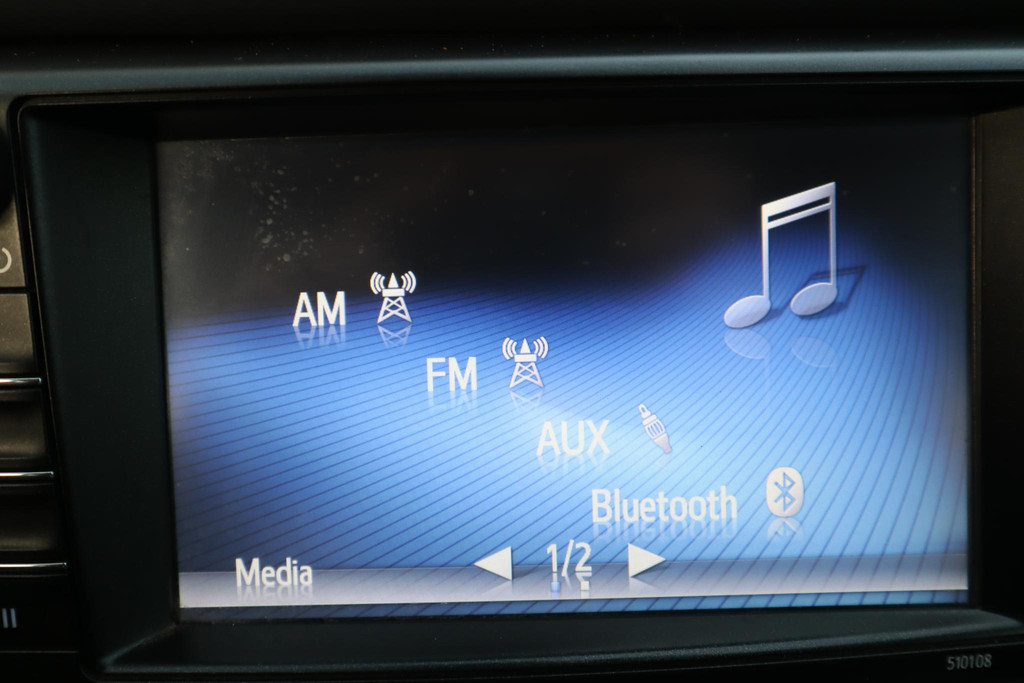 AM
FM
AUX
Bluetooth
Media
1/2
510108